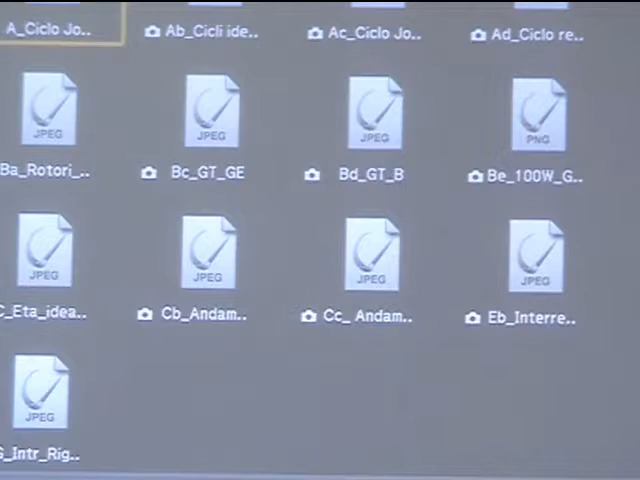 A_Ciclo Jo..
Ab_Cicli ide..
Ac_Ciclo Jo..
Ad_Ciclo re..
JPEG
JPEG
JPEG
PNG
Ba_Rotori_..
Bc_GT_GE
Bd_GT_B
Be_100W_G..
JPEG
JPEG
JPEG
JPEG
C_Eta_idea..
Cb_Andam..
Cc_ Andam..
Eb_Interre..
JPEG
_Intr_Rig..